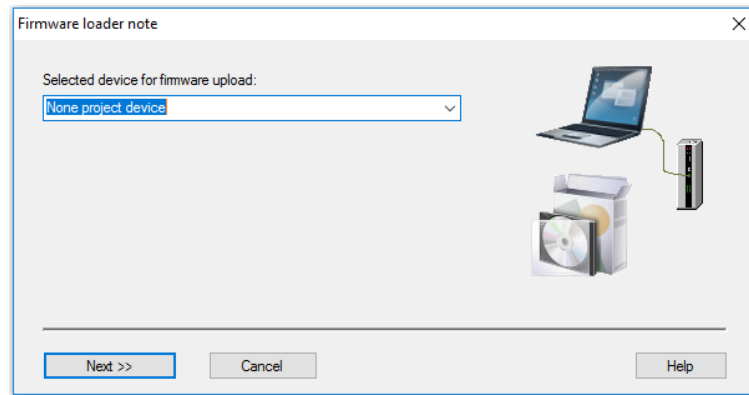 Firmware loader note
Selected device for firmware upload:
None project device
Next >>
Cancel
Help